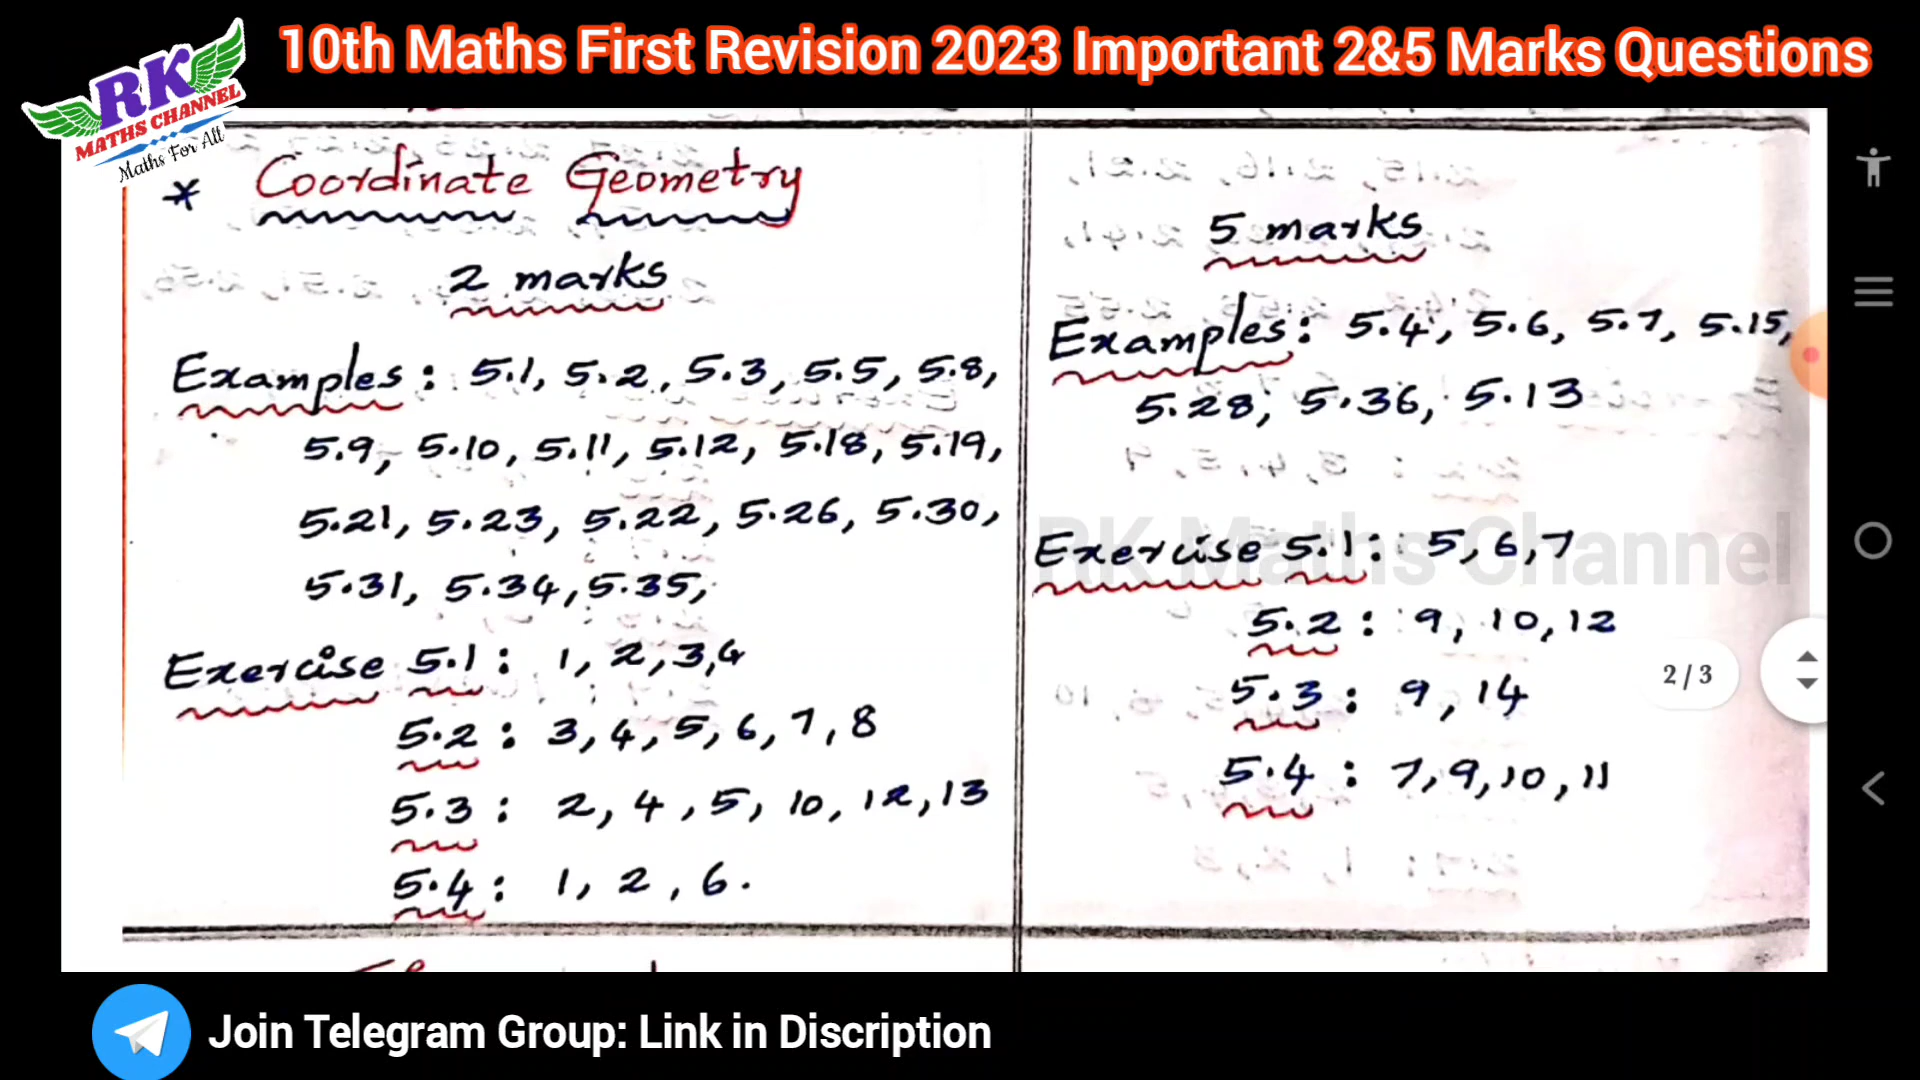 10th Maths First Revision 2023 Important 2&5 Marks Questions
RK
MATHS CHANNEL
Maths For All
* Coordinate Geometry
2 marks
Examples: 5.1, 5.2, 5.3, 5.5, 5.8,
5.9, 5.10, 5.11, 5.12, 5.18, 5.19,
5.21, 5.23, 5.22, 5.26, 5.30,
5.31, 5.34, 5.35,
Exercise 5.1: 1, 2, 3, 4
5.2: 3, 4, 5, 6, 7, 8
5.3: 2, 4, 5, 10, 12, 13
5.4: 1, 2, 6.
5 marks
Examples: 5.4, 5.6, 5.7, 5.15,
5.28, 5.36, 5.13
Exercise 5.1: 5, 6, 7
5.2: 9, 10, 12
5.3: 9, 14
5.4: 7, 9, 10, 11
RK Maths Channel
2/3
Join Telegram Group: Link in Discription